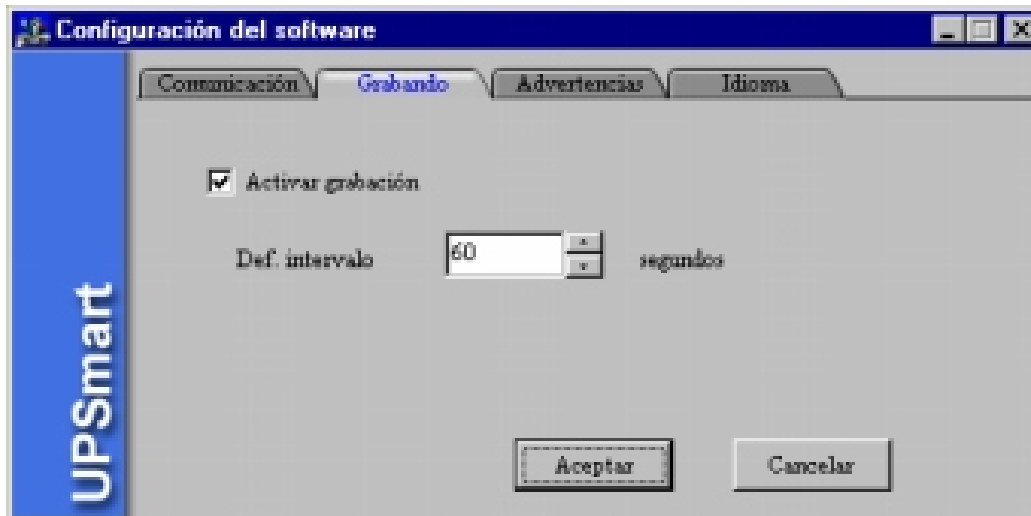 Configuración del software
Comunicación Grabando Advertencias Idioma
Activar grabación
Def. intervalo 60 segundos
UPSmart
Aceptar Cancelar